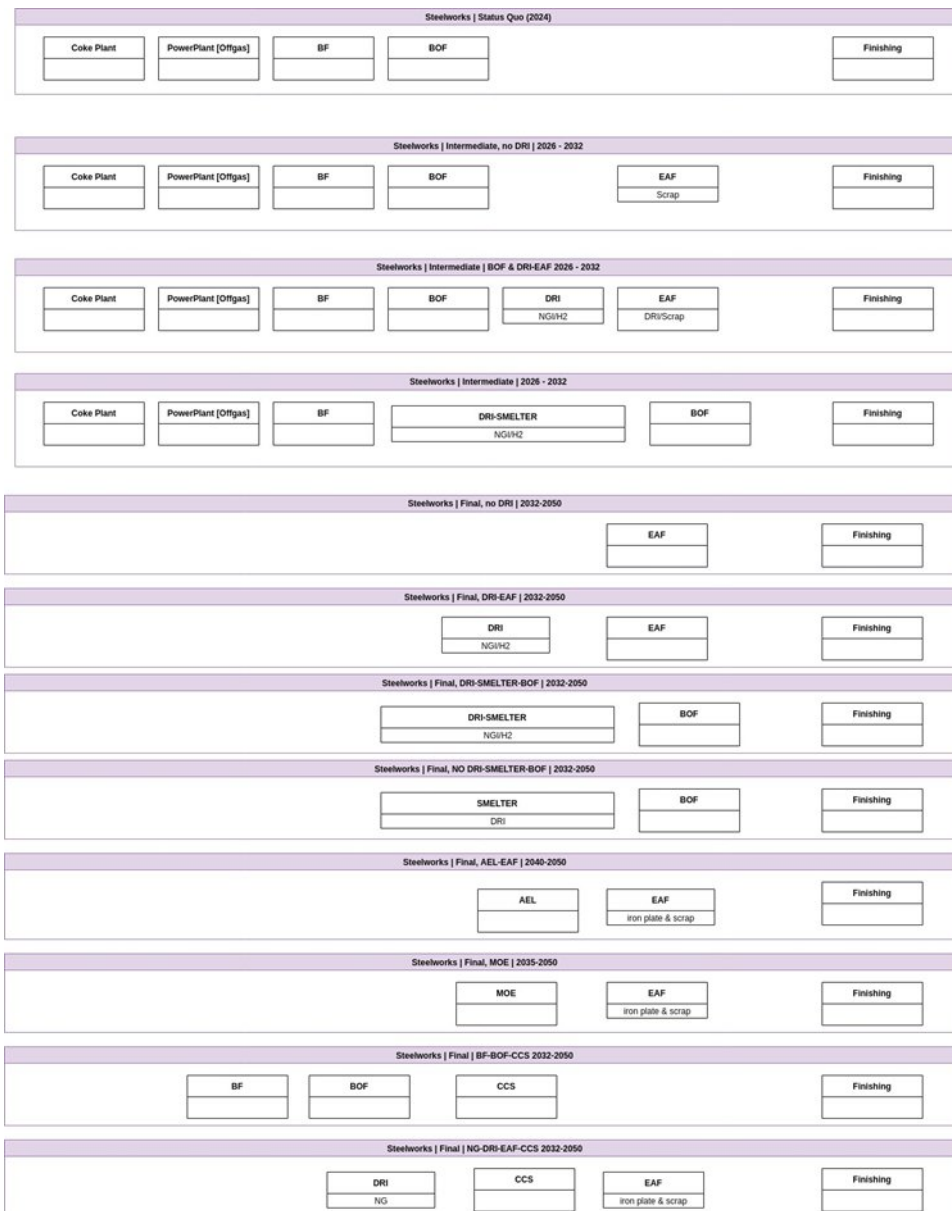 Steelworks | Status Quo (2024)
Coke Plant PowerPlant [Offgas] BF BOF Finishing
Steelworks | Intermediate, no DRI | 2026 - 2032
Coke Plant PowerPlant [Offgas] BF BOF EAF Finishing
Scrap
Steelworks | Intermediate | BOF & DRI-EAF 2026 - 2032
Coke Plant PowerPlant [Offgas] BF BOF DRI EAF Finishing
NGI/H2 DRI/Scrap
Steelworks | Intermediate | 2026 - 2032
Coke Plant PowerPlant [Offgas] BF DRI-SMELTER BOF Finishing
NGI/H2
Steelworks | Final, no DRI | 2032-2050
EAF Finishing
Steelworks | Final, DRI-EAF | 2032-2050
DRI EAF Finishing
NGI/H2
Steelworks | Final, DRI-SMELTER-BOF | 2032-2050
DRI-SMELTER BOF Finishing
NGI/H2
Steelworks | Final, NO DRI-SMELTER-BOF | 2032-2050
SMELTER BOF Finishing
DRI
Steelworks | Final, AEL-EAF | 2040-2050
AEL EAF Finishing
iron plate & scrap
Steelworks | Final, MOE | 2035-2050
MOE EAF Finishing
iron plate & scrap
Steelworks | Final | BF-BOF-CCS 2032-2050
BF BOF CCS Finishing
Steelworks | Final | NG-DRI-EAF-CCS 2032-2050
DRI CCS EAF Finishing
NG iron plate & scrap